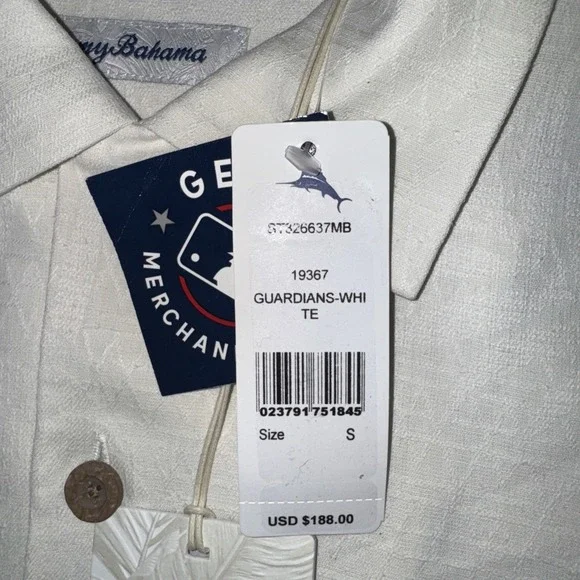 Bahama
GE
MERCHAN
ST326637MB
19367
GUARDIANS-WHI
TE
023791751845
Size S
USD $188.00